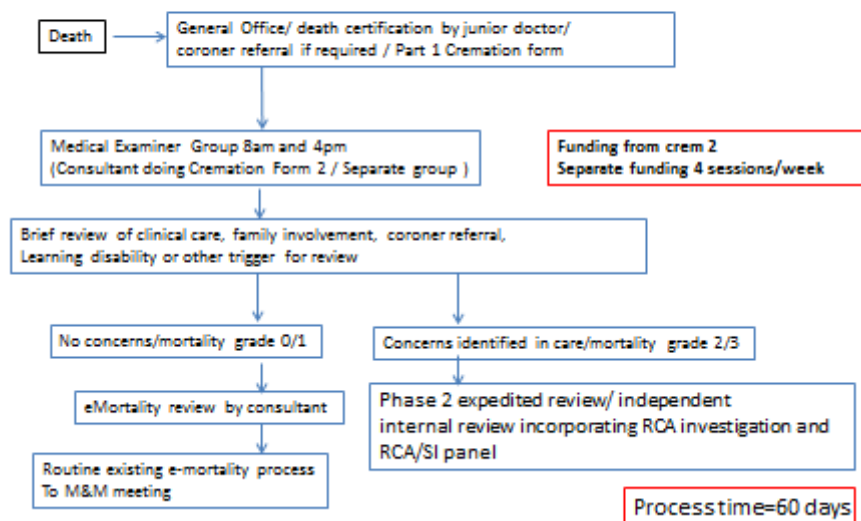 Death
General Office/ death certification by junior doctor/
coroner referral if required / Part 1 Cremation form
Medical Examiner Group 8am and 4pm
(Consultant doing Cremation Form 2 / Separate group )
Funding from crem 2
Separate funding 4 sessions/week
Brief review of clinical care, family involvement, coroner referral,
Learning disability or other trigger for review
No concerns/mortality grade 0/1
Concerns identified in care/mortality grade 2/3
eMortality review by consultant
Phase 2 expedited review/ independent
internal review incorporating RCA investigation and
RCA/SI panel
Routine existing e-mortality process
To M&M meeting
Process time=60 days